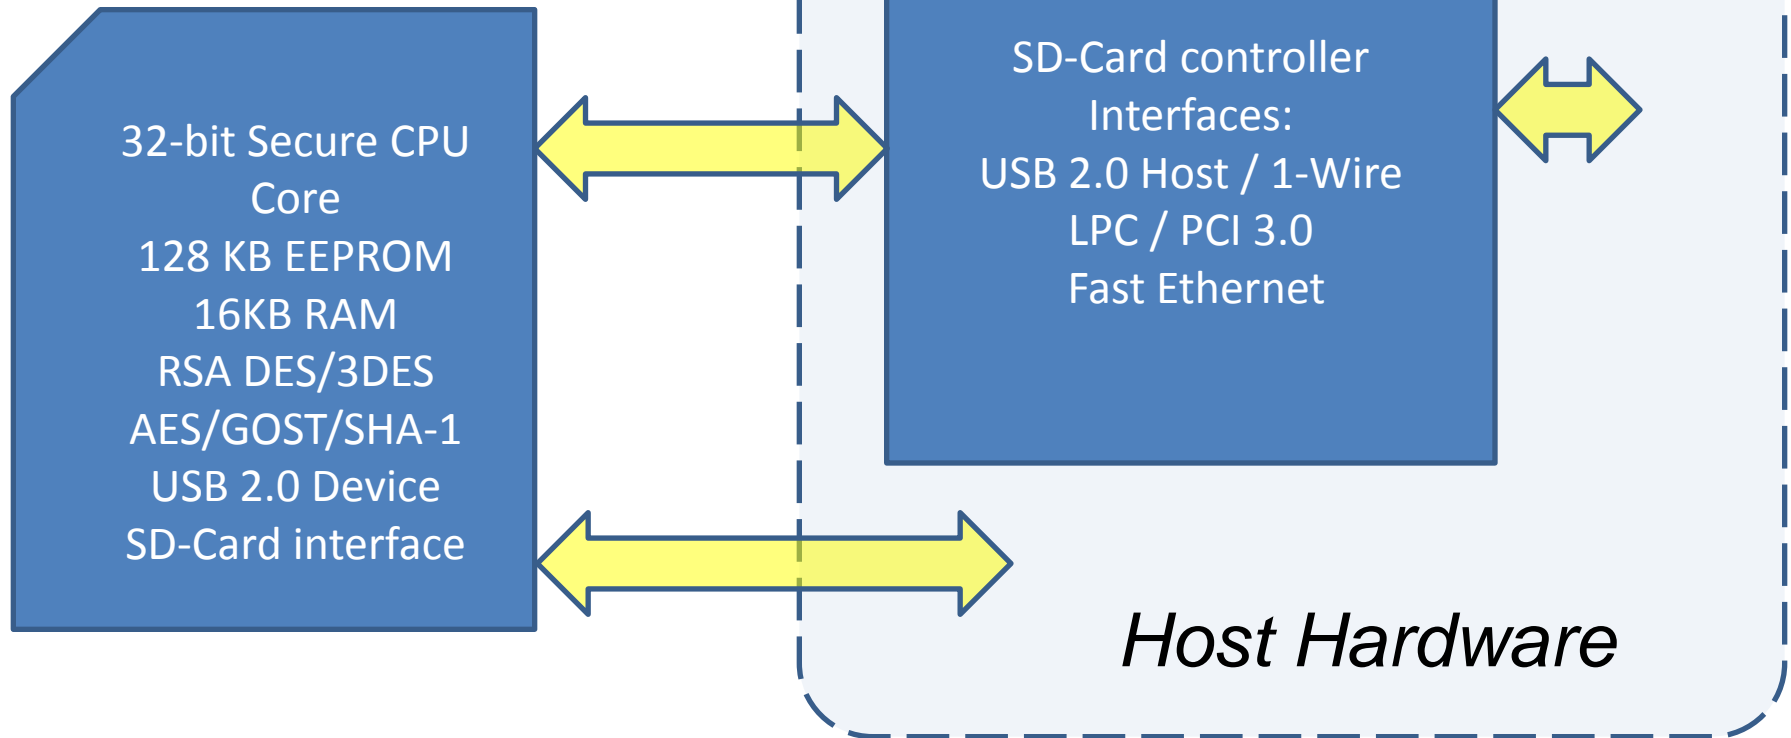 32-bit Secure CPU
Core
128 KB EEPROM
16KB RAM
RSA DES/3DES
AES/GOST/SHA-1
USB 2.0 Device
SD-Card interface
SD-Card controller
Interfaces:
USB 2.0 Host / 1-Wire
LPC / PCI 3.0
Fast Ethernet
Host Hardware